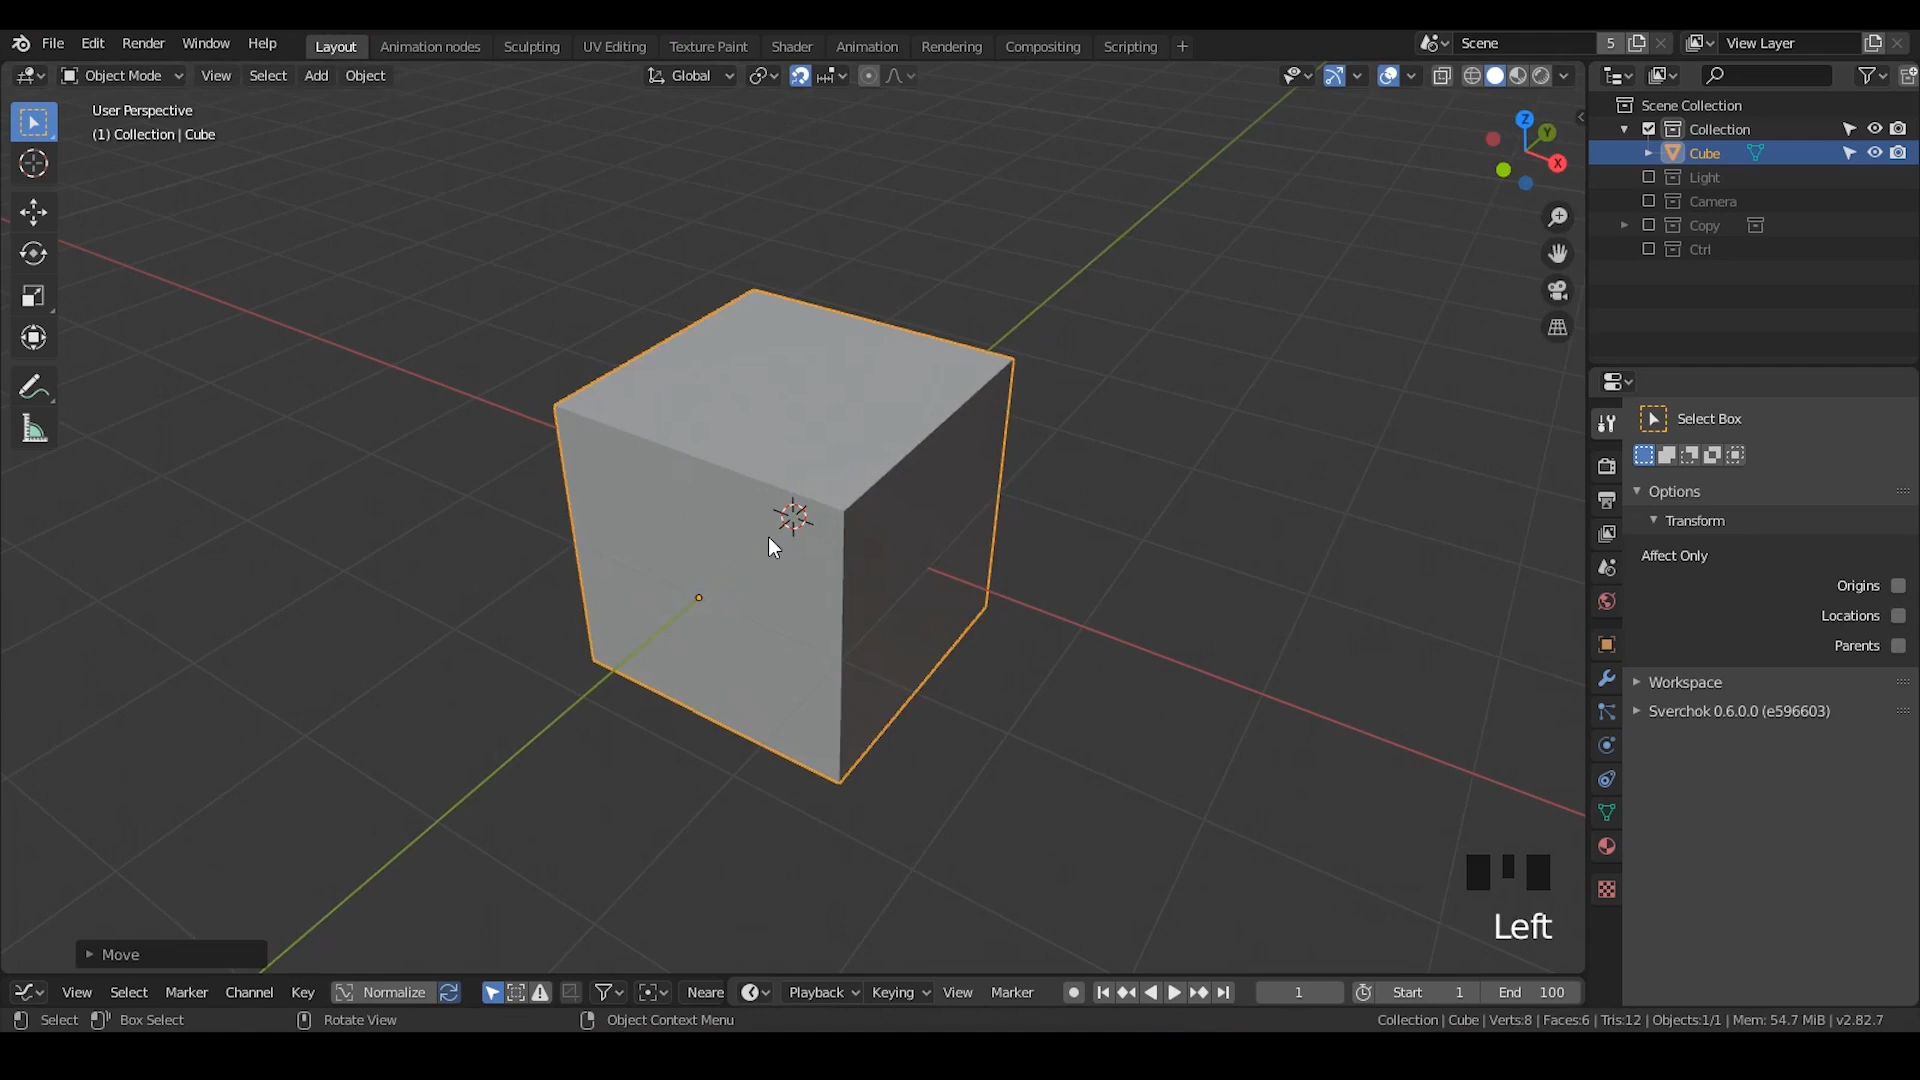 File Edit Render Window Help Layout Animation nodes Sculpting UV Editing Texture Paint Shader Animation Rendering Compositing Scripting + Scene 5 View Layer
Object Mode View Select Add Object Global
User Perspective
(1) Collection | Cube
Z
Y
X
Scene Collection
Collection
Cube
Light
Camera
Copy
Ctrl
Select Box
Options
Transform
Affect Only
Origins
Locations
Parents
Workspace
Sverchok 0.6.0.0 (e596603)
Left
Move
View Select Marker Channel Key Normalize Neare Playback Keying View Marker 1 Start 1 End 100
Select Box Select Rotate View Object Context Menu Collection | Cube | Verts:8 | Faces:6 | Tris:12 | Objects:1/1 | Mem: 54.7 MiB | v2.82.7